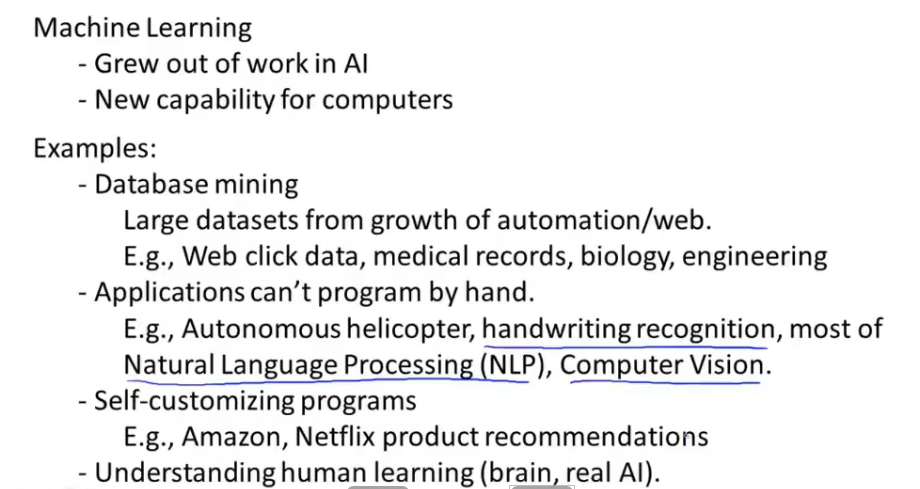 Machine Learning
- Grew out of work in AI
- New capability for computers
Examples:
- Database mining
Large datasets from growth of automation/web.
E.g., Web click data, medical records, biology, engineering
- Applications can’t program by hand.
E.g., Autonomous helicopter, handwriting recognition, most of
Natural Language Processing (NLP), Computer Vision.
- Self-customizing programs
E.g., Amazon, Netflix product recommendations
- Understanding human learning (brain, real AI).